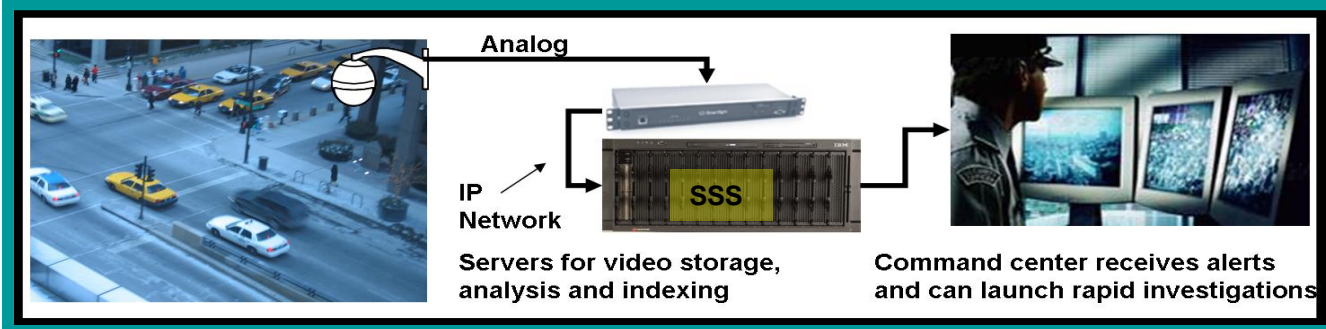 Analog
IP
Network
SSS
IBM
Servers for video storage,
analysis and indexing
Command center receives alerts
and can launch rapid investigations